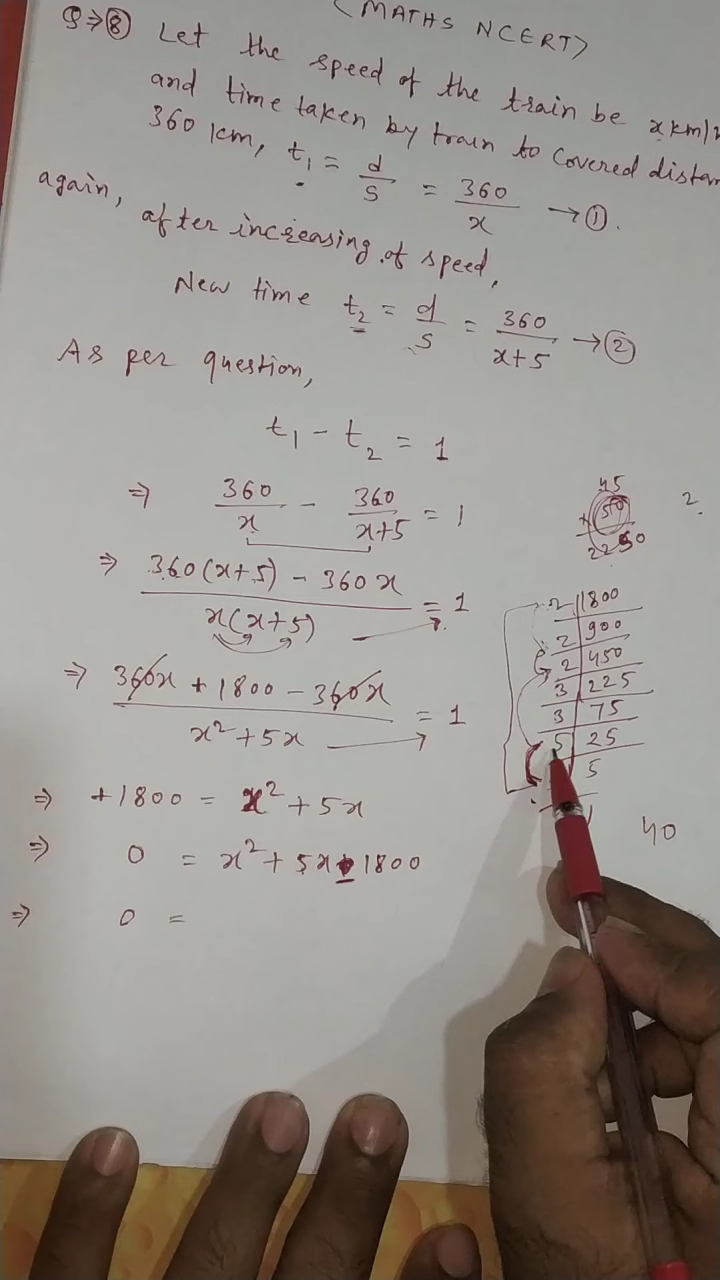 (MATHS NCERT)
Q⇒⑧ Let the speed of the train be x km/
and time taken by train to covered distan
360 km, t₁ = d/s = 360/x → ①.
again, after increasing of speed,
New time t₂ = d/s = 360/x+5 → ②
As per question,
t₁ - t₂ = 1
⇒ 360/x - 360/x+5 = 1
⇒ 360(x+5) - 360x / x(x+5) = 1
⇒ 360x + 1800 - 360x / x² + 5x = 1
⇒ +1800 = x² + 5x
⇒ 0 = x² + 5x - 1800
⇒ 0 =
45
2.
2 | 1800
2 | 900
2 | 450
3 | 225
3 | 75
5 | 25
5
1
40